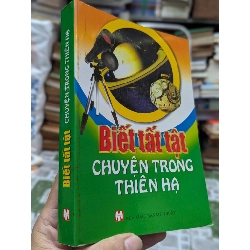 Biết tất tật
CHUYỆN TRONG
THIÊN HẠ
Biết tất tật CHUYỆN TRONG THIÊN HẠ